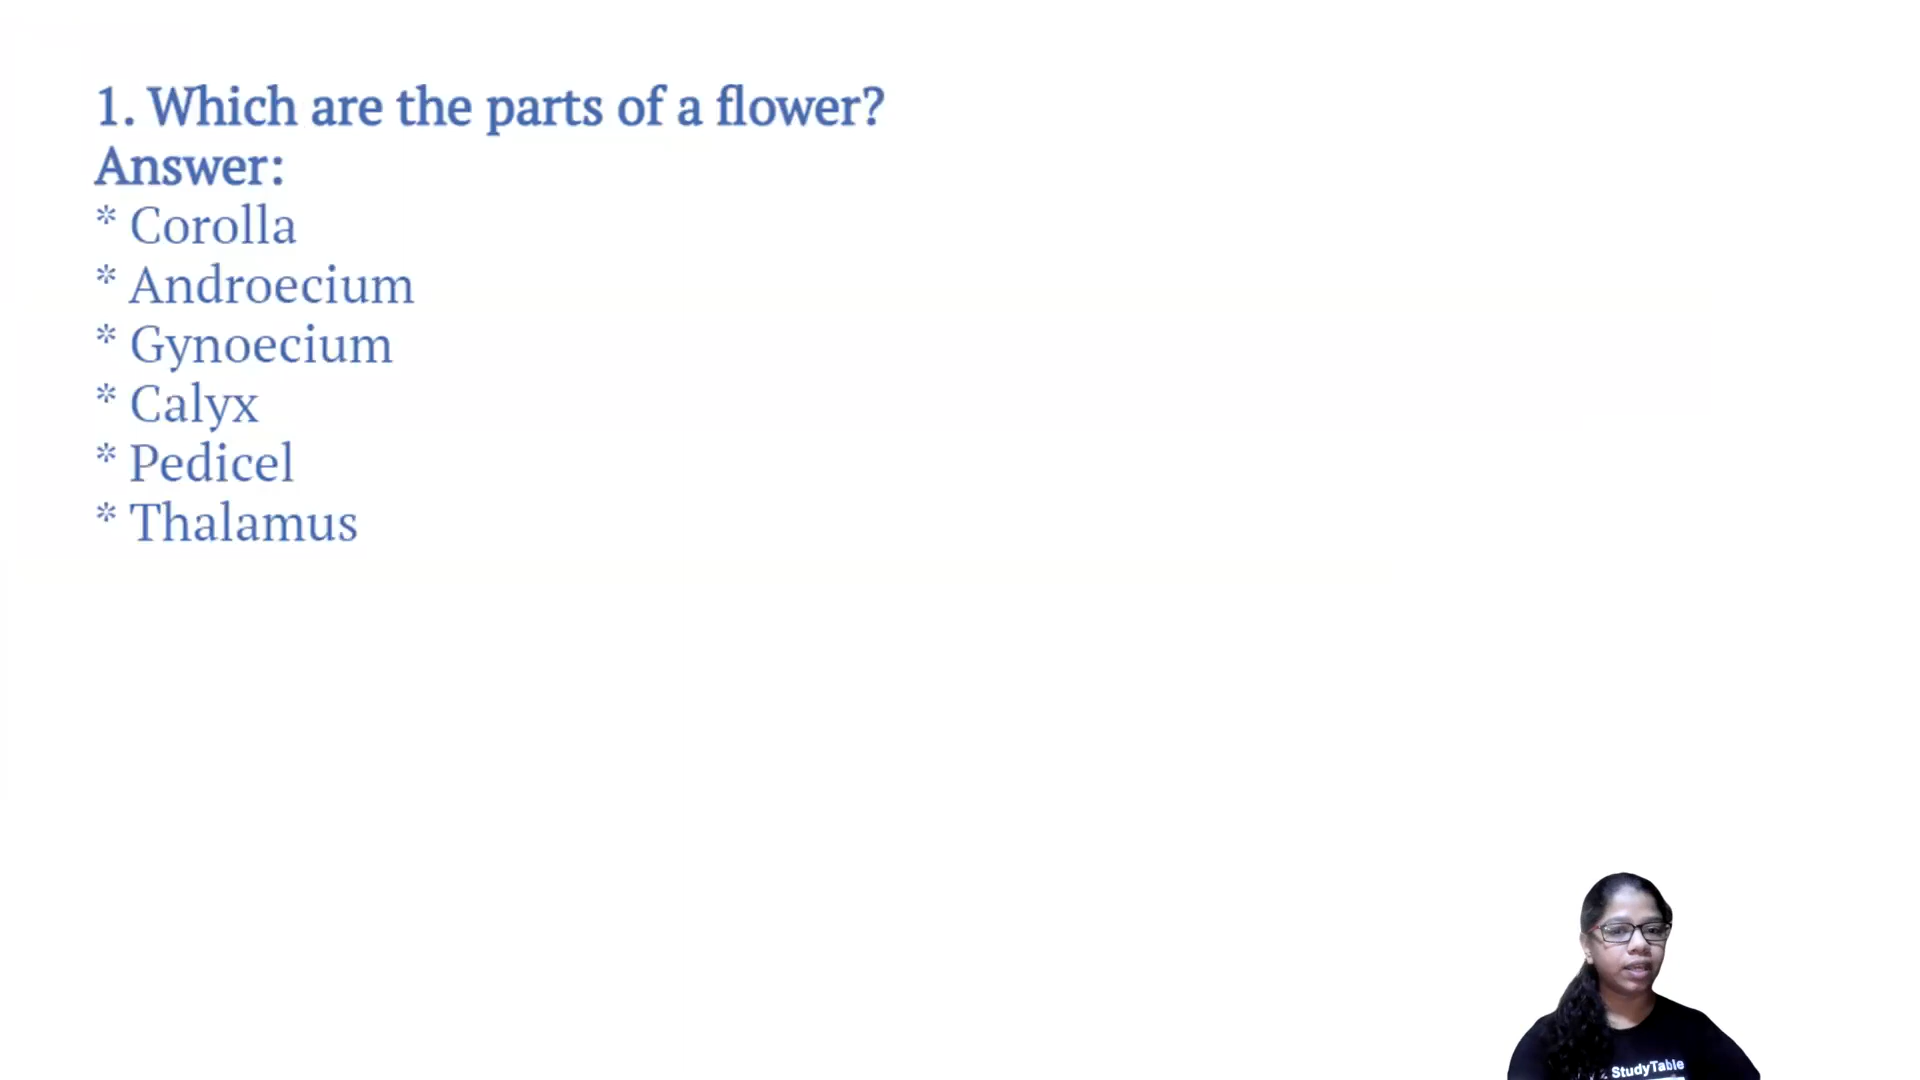 1. Which are the parts of a flower?
Answer:
* Corolla
* Androecium
* Gynoecium
* Calyx
* Pedicel
* Thalamus
StudyTable